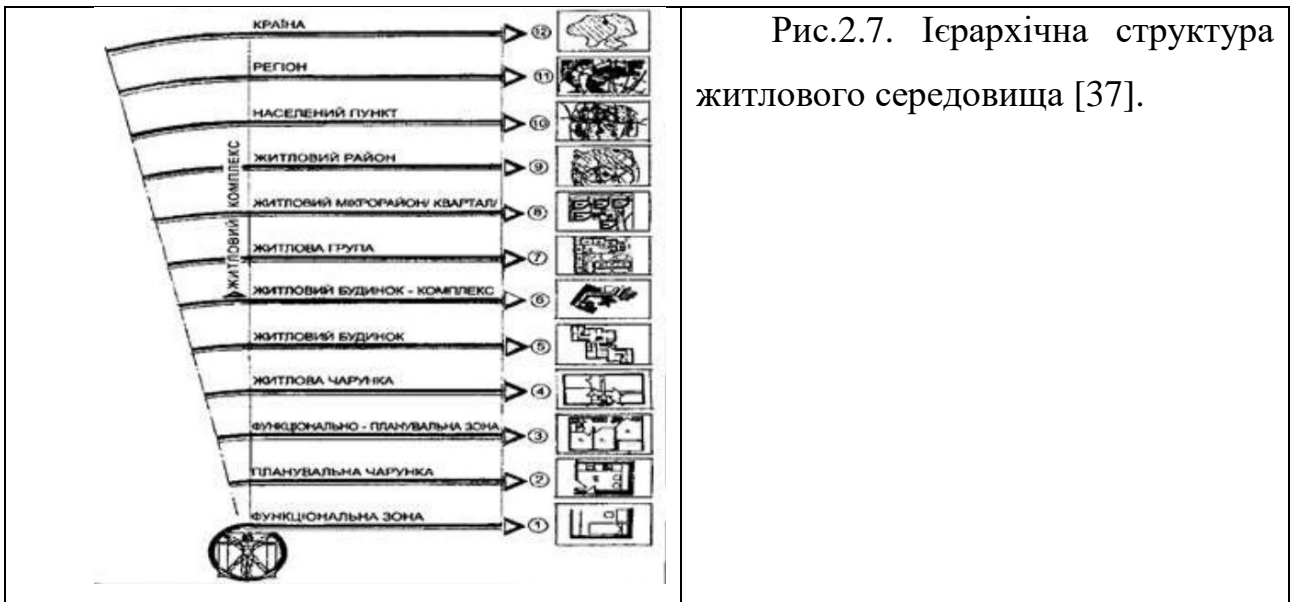 КРАЇНА
12
РЕГІОН
11
НАСЕЛЕНИЙ ПУНКТ
10
ЖИТЛОВИЙ РАЙОН
9
ЖИТЛОВИЙ МІКРОРАЙОН/ КВАРТАЛ/
8
ЖИТЛОВА ГРУПА
7
ЖИТЛОВИЙ БУДИНОК - КОМПЛЕКС
6
ЖИТЛОВИЙ БУДИНОК
5
ЖИТЛОВА ЧАРУНКА
4
ФУНКЦІОНАЛЬНО - ПЛАНУВАЛЬНА ЗОНА
3
ПЛАНУВАЛЬНА ЧАРУНКА
2
ФУНКЦІОНАЛЬНА ЗОНА
1
ЖИТЛОВИЙ КОМПЛЕКС
Рис.2.7. Ієрархічна структура
житлового середовища [37].